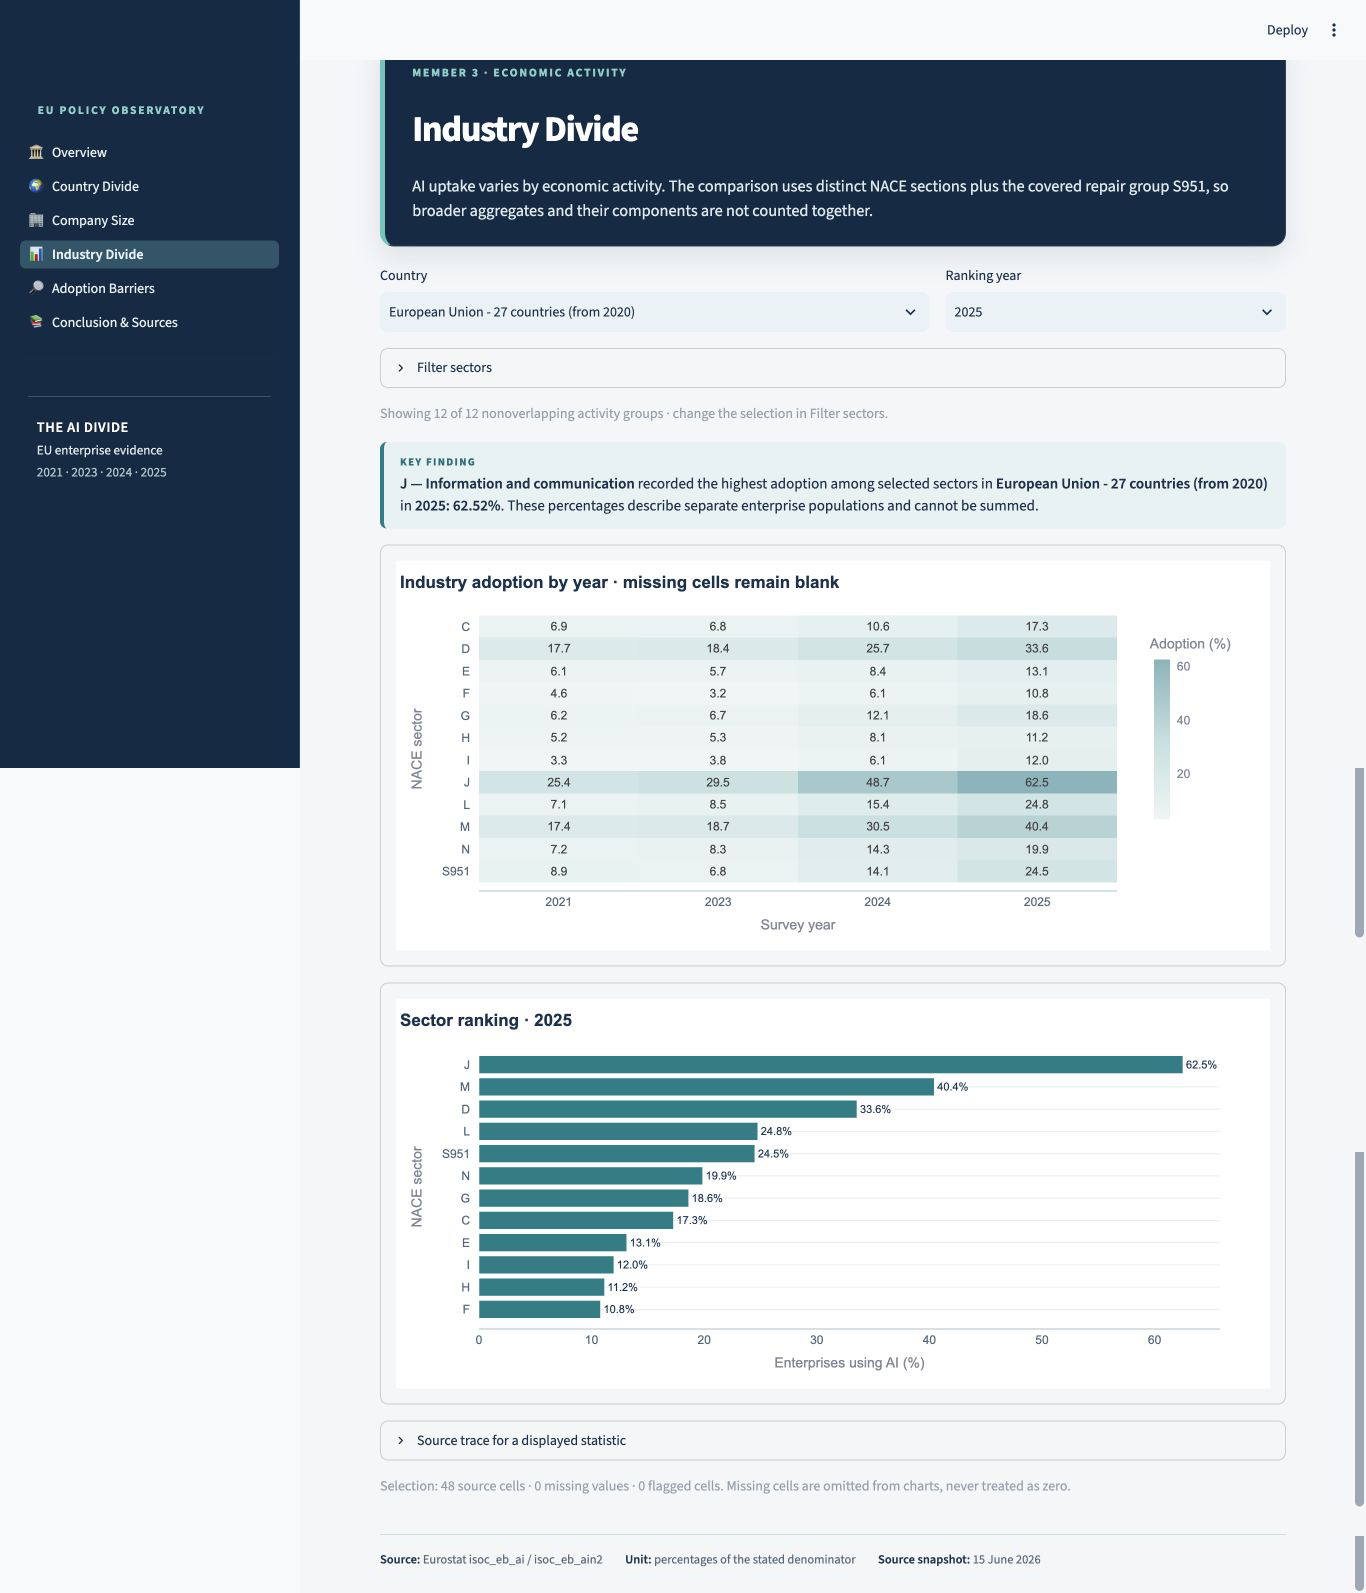 Deploy
EU POLICY OBSERVATORY
Overview
Country Divide
Company Size
Industry Divide
Adoption Barriers
Conclusion & Sources
THE AI DIVIDE
EU enterprise evidence
2021 · 2023 · 2024 · 2025
MEMBER 3 · ECONOMIC ACTIVITY
Industry Divide
AI uptake varies by economic activity. The comparison uses distinct NACE sections plus the covered repair group S951, so
broader aggregates and their components are not counted together.
Country
Ranking year
European Union - 27 countries (from 2020)
2025
Filter sectors
Showing 12 of 12 nonoverlapping activity groups · change the selection in Filter sectors.
KEY FINDING
J — Information and communication recorded the highest adoption among selected sectors in European Union - 27 countries (from 2020)
in 2025: 62.52%. These percentages describe separate enterprise populations and cannot be summed.
Industry adoption by year · missing cells remain blank
NACE sector
C 6.9 6.8 10.6 17.3
D 17.7 18.4 25.7 33.6
E 6.1 5.7 8.4 13.1
F 4.6 3.2 6.1 10.8
G 6.2 6.7 12.1 18.6
H 5.2 5.3 8.1 11.2
I 3.3 3.8 6.1 12.0
J 25.4 29.5 48.7 62.5
L 7.1 8.5 15.4 24.8
M 17.4 18.7 30.5 40.4
N 7.2 8.3 14.3 19.9
S951 8.9 6.8 14.1 24.5
2021 2023 2024 2025
Survey year
Adoption (%)
60
40
20
Sector ranking · 2025
NACE sector
J 62.5%
M 40.4%
D 33.6%
L 24.8%
S951 24.5%
N 19.9%
G 18.6%
C 17.3%
E 13.1%
I 12.0%
H 11.2%
F 10.8%
0 10 20 30 40 50 60
Enterprises using AI (%)
Source trace for a displayed statistic
Selection: 48 source cells · 0 missing values · 0 flagged cells. Missing cells are omitted from charts, never treated as zero.
Source: Eurostat isoc_eb_ai / isoc_eb_ain2 Unit: percentages of the stated denominator Source snapshot: 15 June 2026